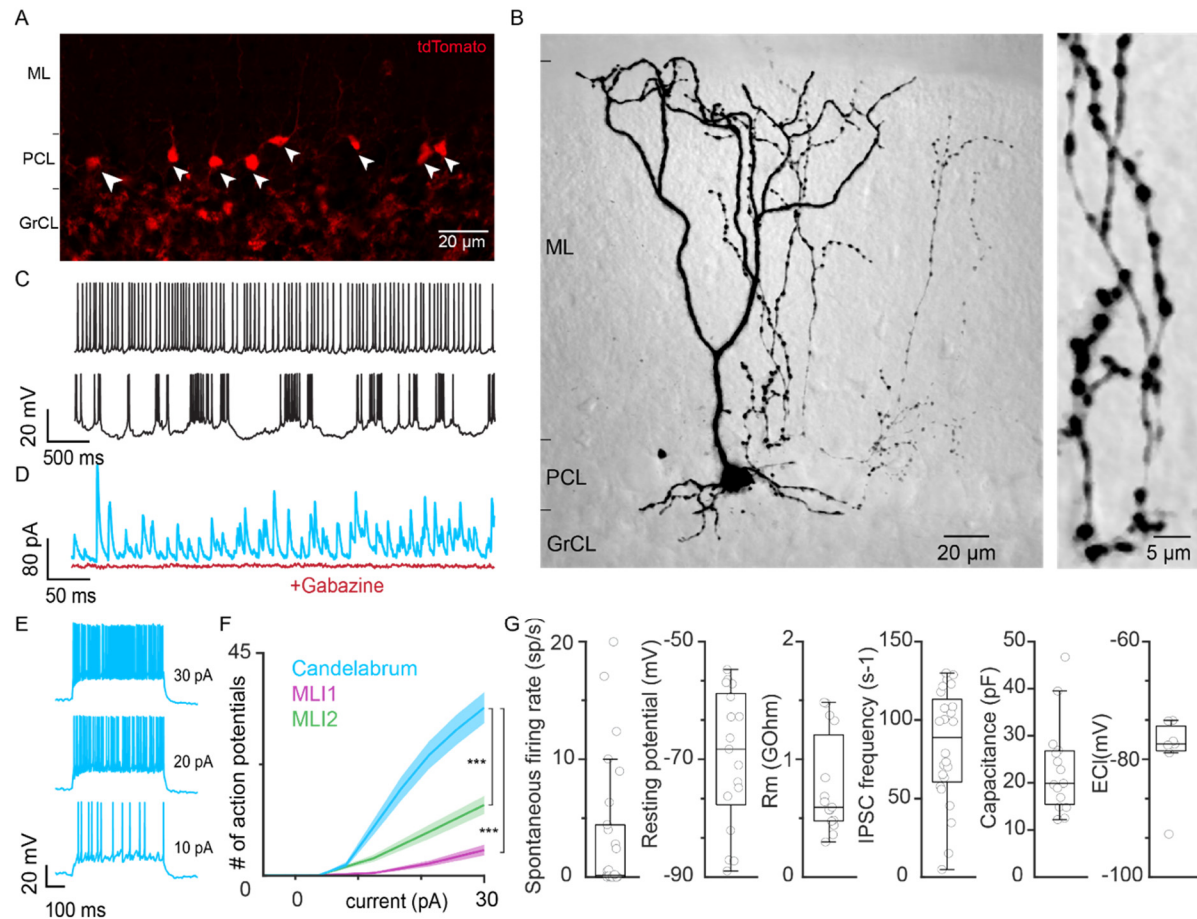 A
tdTomato
ML
PCL
GrCL
20 µm
B
ML
PCL
GrCL
20 µm
5 µm
C
20 mV
500 ms
D
80 pA
50 ms
+Gabazine
E
30 pA
20 pA
10 pA
20 mV
100 ms
F
# of action potentials
45
0
Candelabrum
MLI1
MLI2
***
***
0
current (pA)
30
G
Spontaneous firing rate (sp/s)
20
10
0
Resting potential (mV)
-50
-70
-90
Rm (GOhm)
2
1
0
IPSC frequency (s-1)
150
100
50
0
Capacitance (pF)
50
40
30
20
10
0
ECl(mV)
-60
-80
-100